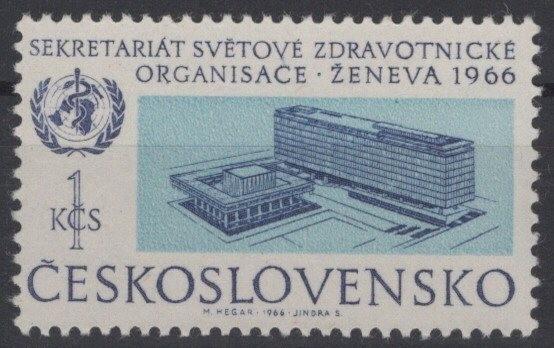 SEKRETARIÁT SVĚTOVÉ ZDRAVOTNICKÉ
ORGANISACE · ŽENEVA 1966
1
KČS
ČESKOSLOVENSKO
M. HEGAR · 1966 · JINDRA S.